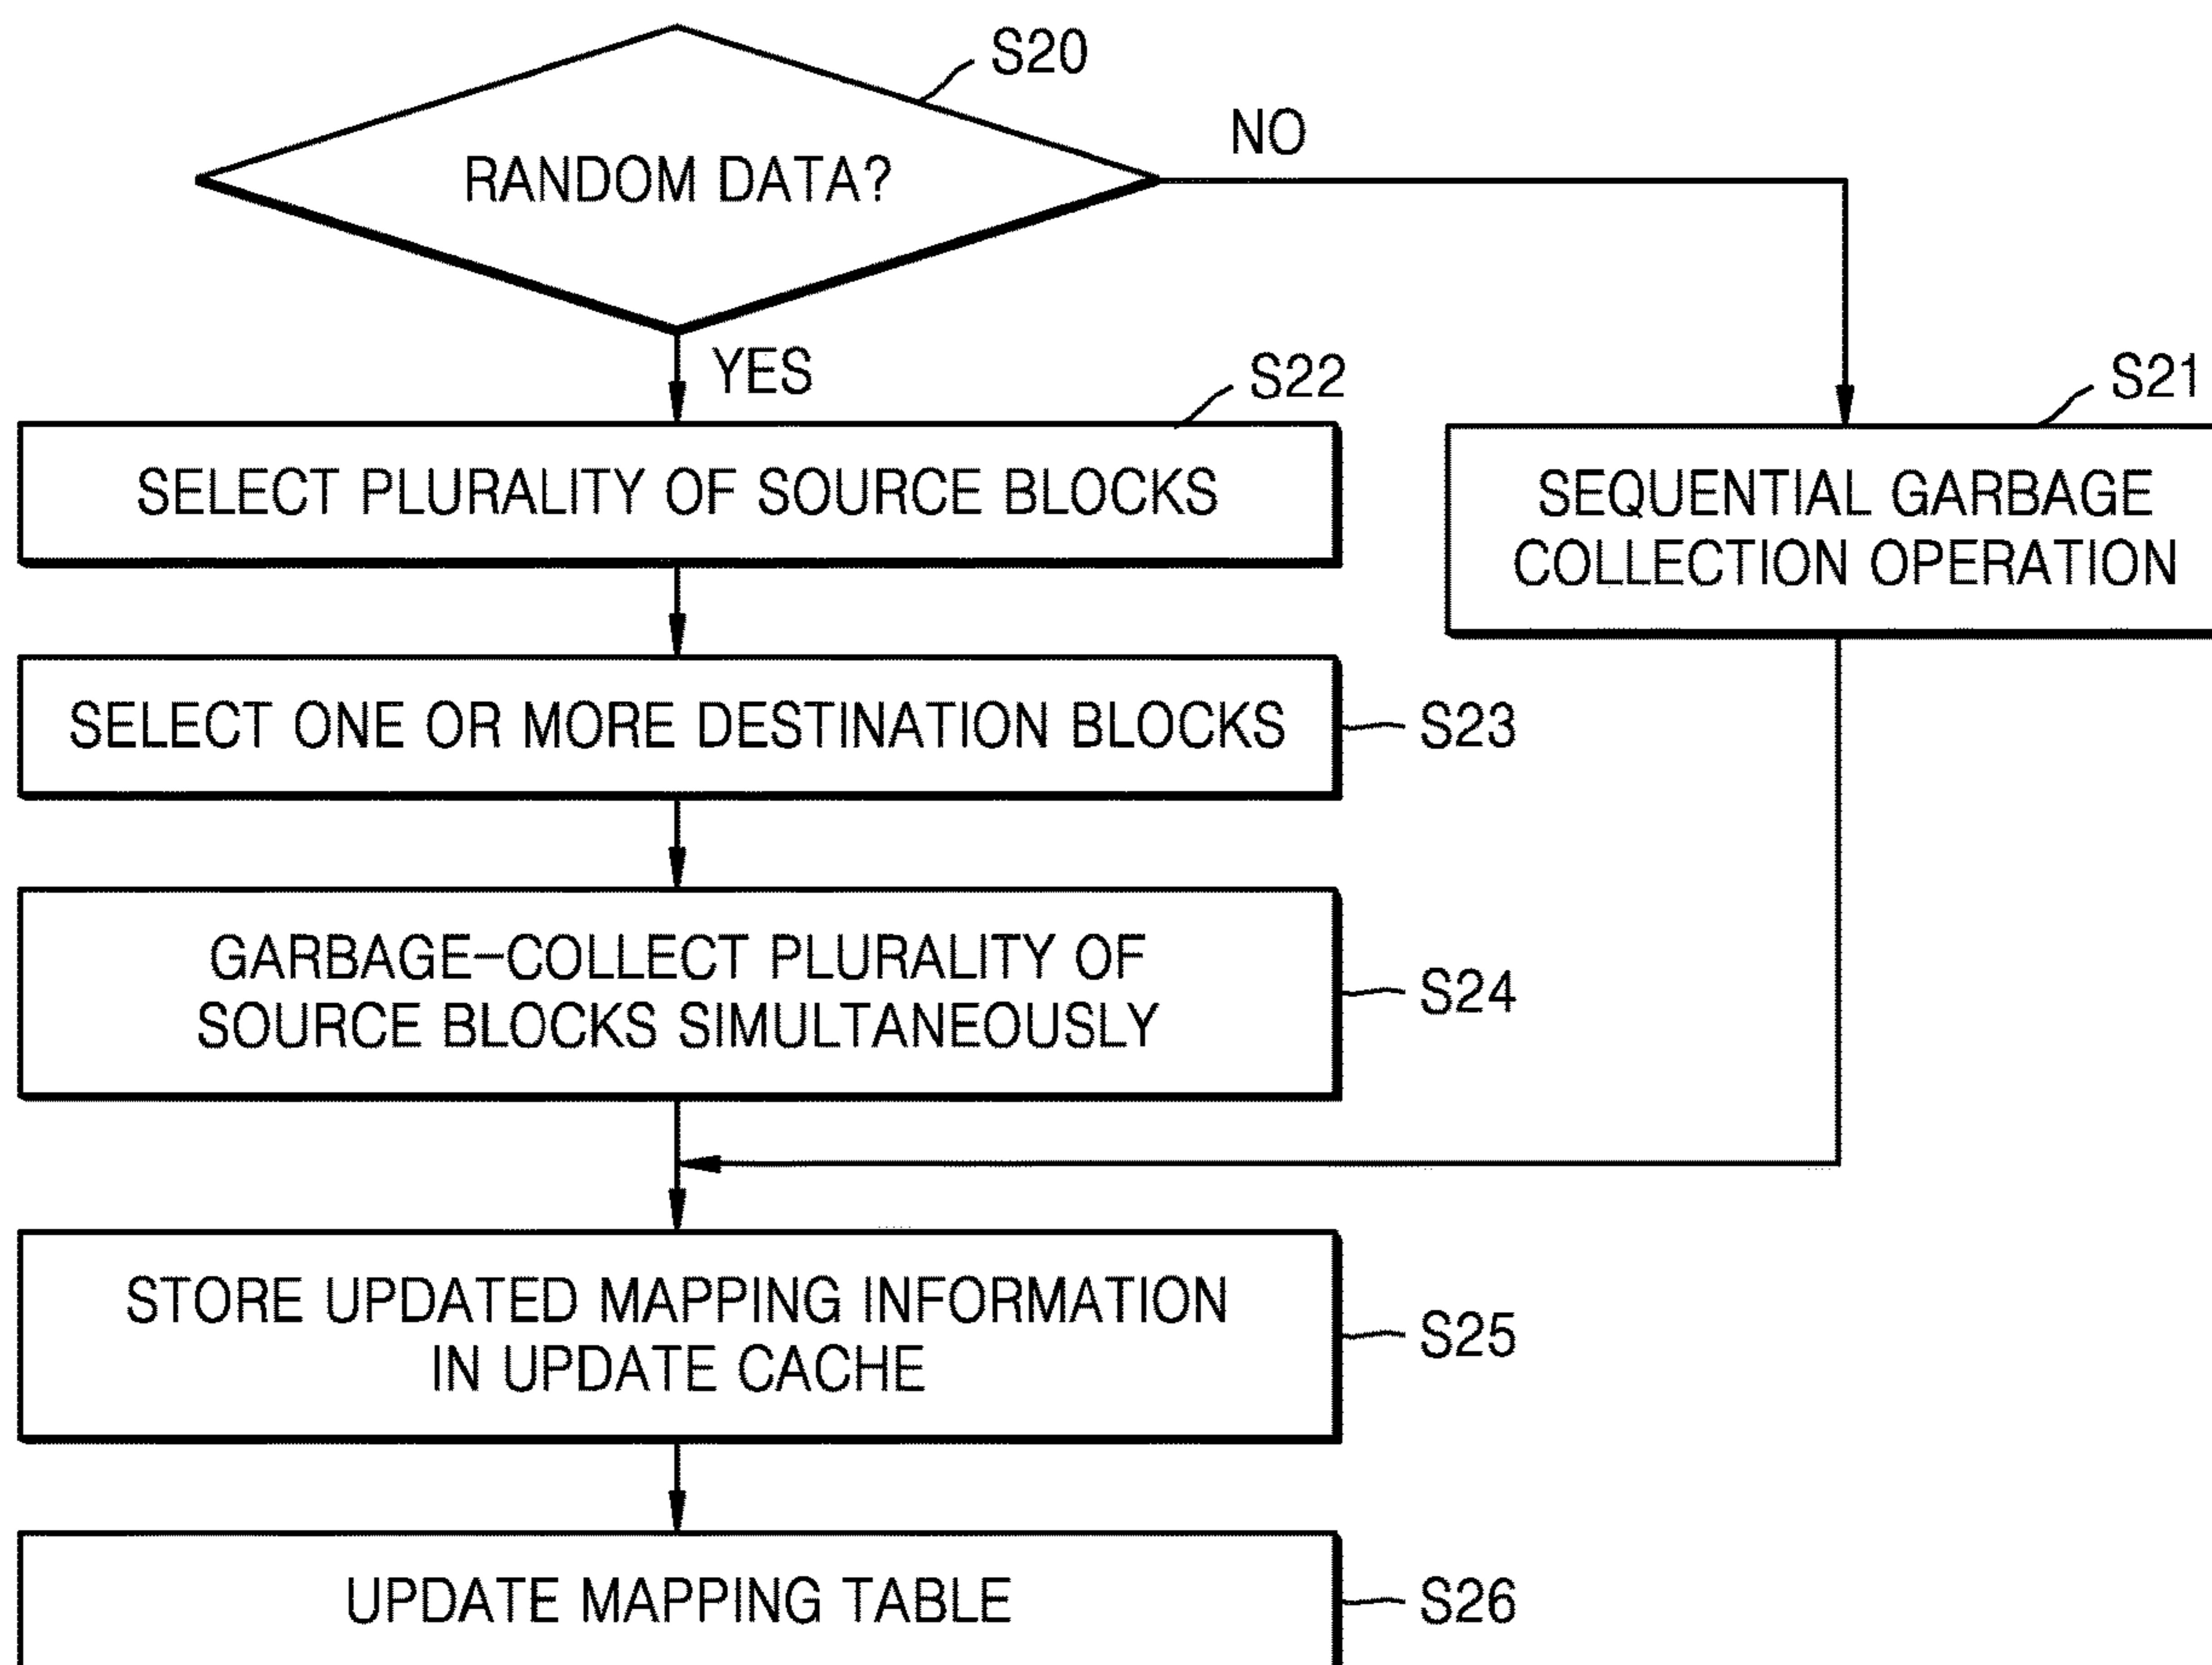 S20
RANDOM DATA?
NO
YES
S22
SELECT PLURALITY OF SOURCE BLOCKS
S21
SEQUENTIAL GARBAGE
COLLECTION OPERATION
SELECT ONE OR MORE DESTINATION BLOCKS
S23
GARBAGE-COLLECT PLURALITY OF
SOURCE BLOCKS SIMULTANEOUSLY
S24
STORE UPDATED MAPPING INFORMATION
IN UPDATE CACHE
S25
UPDATE MAPPING TABLE
S26